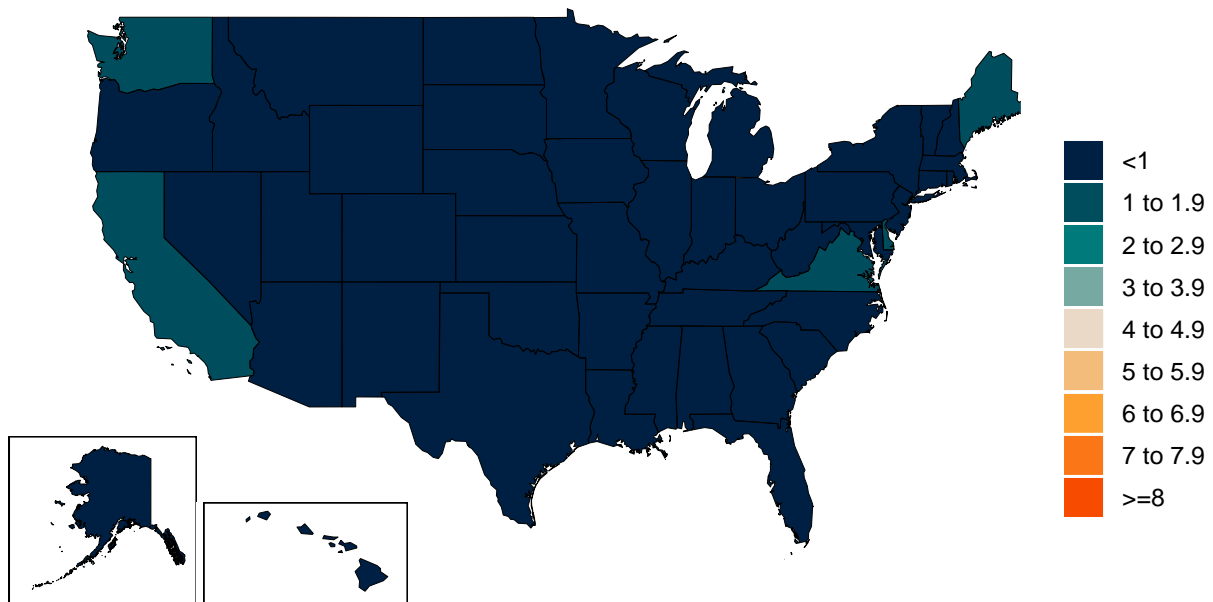 <1
1 to 1.9
2 to 2.9
3 to 3.9
4 to 4.9
5 to 5.9
6 to 6.9
7 to 7.9
>=8